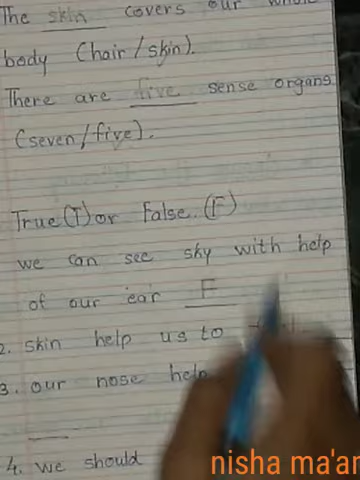 The skin covers our whole
body (hair/skin).
There are five sense organs
(seven/five).
True(T) or False (F)
we can see sky with help
of our ear F
2. skin help us to
3. our nose help
4. we should
nisha ma'am